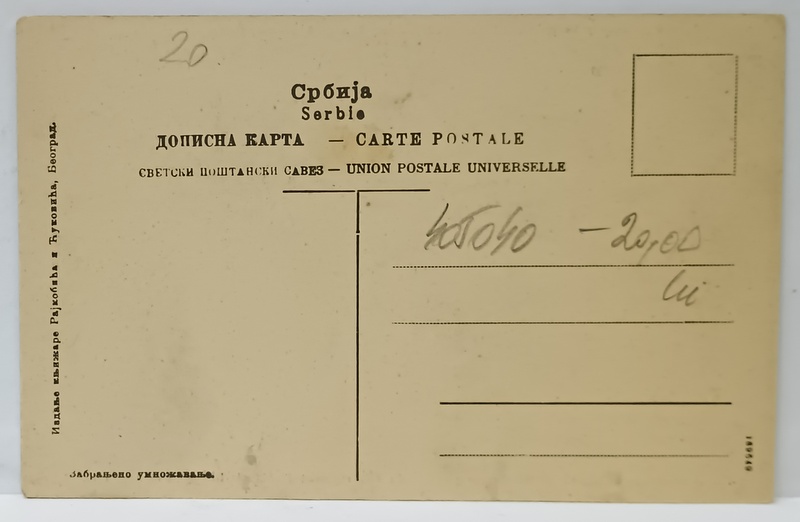 20
Србија
Serbie
ДОПИСНА КАРТА — CARTE POSTALE
СВЕТСКИ ПОШТАНСКИ САВЕЗ — UNION POSTALE UNIVERSELLE
— 20,00
Издање књижаре Рајковића и Ћуковића, Београд.
Забрањено умножавање.